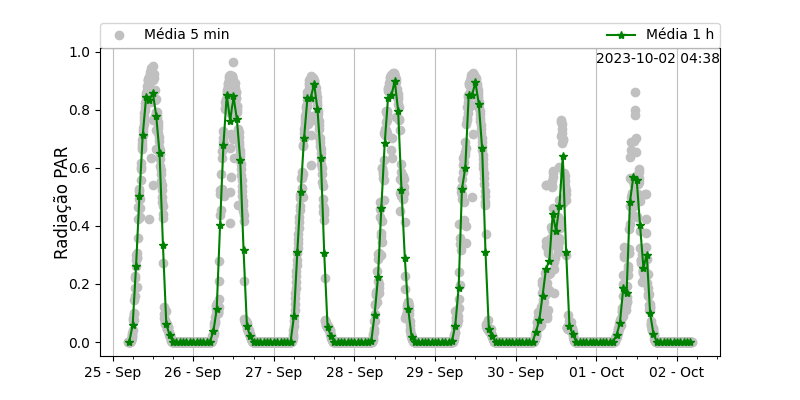 Média 5 min
Média 1 h
2023-10-02 04:38
1.0
0.8
0.6
0.4
0.2
0.0
Radiação PAR
25 - Sep
26 - Sep
27 - Sep
28 - Sep
29 - Sep
30 - Sep
01 - Oct
02 - Oct